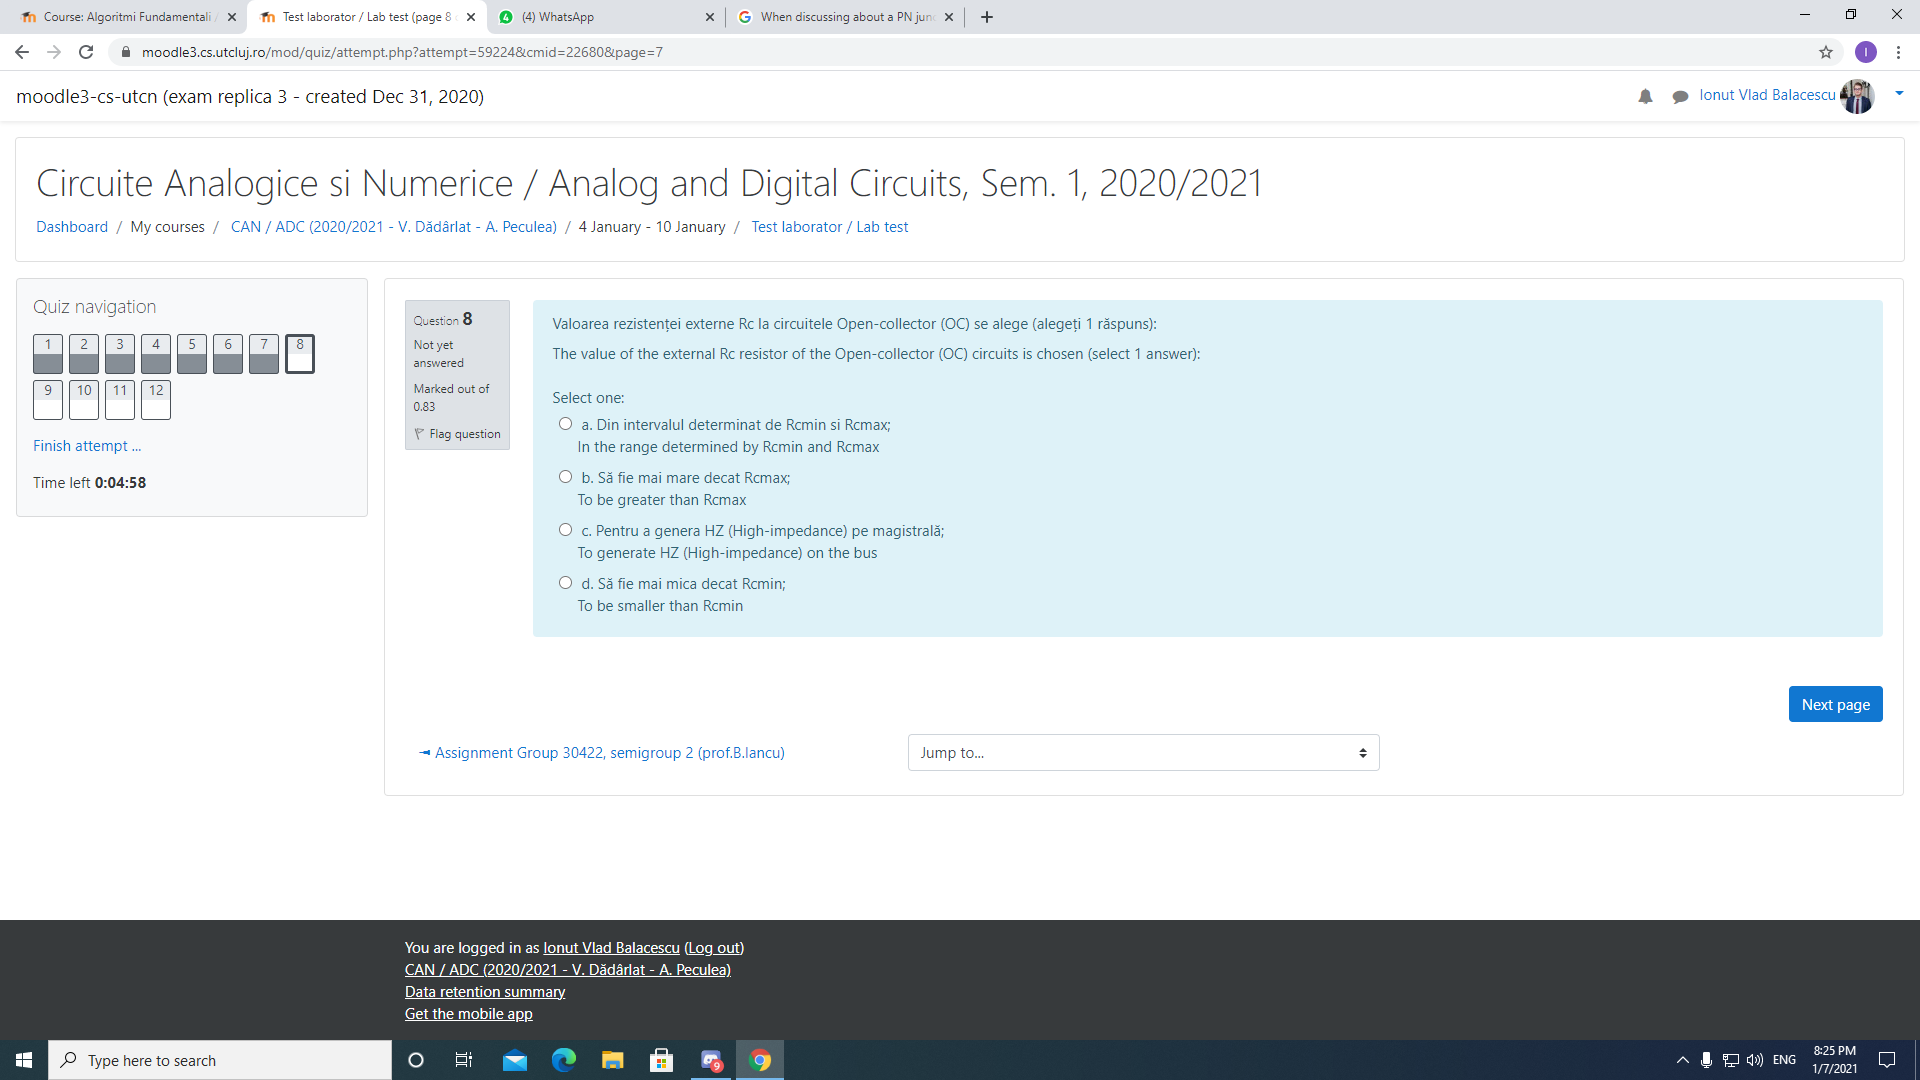 Course: Algoritmi Fundamentali
Test laborator / Lab test (page 8
(4) WhatsApp
When discussing about a PN jun
moodle3.cs.utcluj.ro/mod/quiz/attempt.php?attempt=59224&cmid=22680&page=7
I
moodle3-cs-utcn (exam replica 3 - created Dec 31, 2020)
Ionut Vlad Balacescu
Circuite Analogice si Numerice / Analog and Digital Circuits, Sem. 1, 2020/2021
Dashboard / My courses / CAN / ADC (2020/2021 - V. Dădârlat - A. Peculea) / 4 January - 10 January / Test laborator / Lab test
Quiz navigation
1 2 3 4 5 6 7 8
9 10 11 12
Finish attempt ...
Time left 0:04:58
Question 8
Not yet
answered
Marked out of
0.83
Flag question
Valoarea rezistenței externe Rc la circuitele Open-collector (OC) se alege (alegeți 1 răspuns):
The value of the external Rc resistor of the Open-collector (OC) circuits is chosen (select 1 answer):
Select one:
a. Din intervalul determinat de Rcmin si Rcmax;
In the range determined by Rcmin and Rcmax
b. Să fie mai mare decat Rcmax;
To be greater than Rcmax
c. Pentru a genera HZ (High-impedance) pe magistrală;
To generate HZ (High-impedance) on the bus
d. Să fie mai mica decat Rcmin;
To be smaller than Rcmin
Next page
◄ Assignment Group 30422, semigroup 2 (prof.B.Iancu)
Jump to...
You are logged in as Ionut Vlad Balacescu (Log out)
CAN / ADC (2020/2021 - V. Dădârlat - A. Peculea)
Data retention summary
Get the mobile app
Type here to search
9
ENG
8:25 PM
1/7/2021